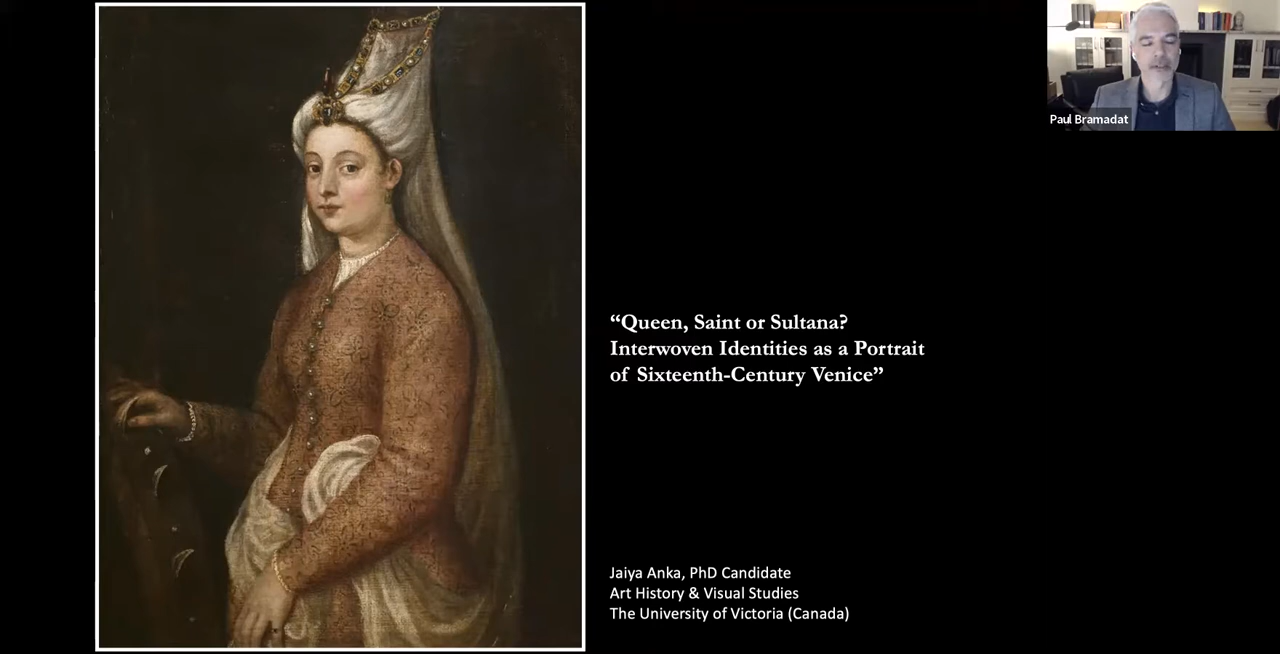 Paul Bramadat
“Queen, Saint or Sultana?
Interwoven Identities as a Portrait
of Sixteenth-Century Venice”
Jaiya Anka, PhD Candidate
Art History & Visual Studies
The University of Victoria (Canada)